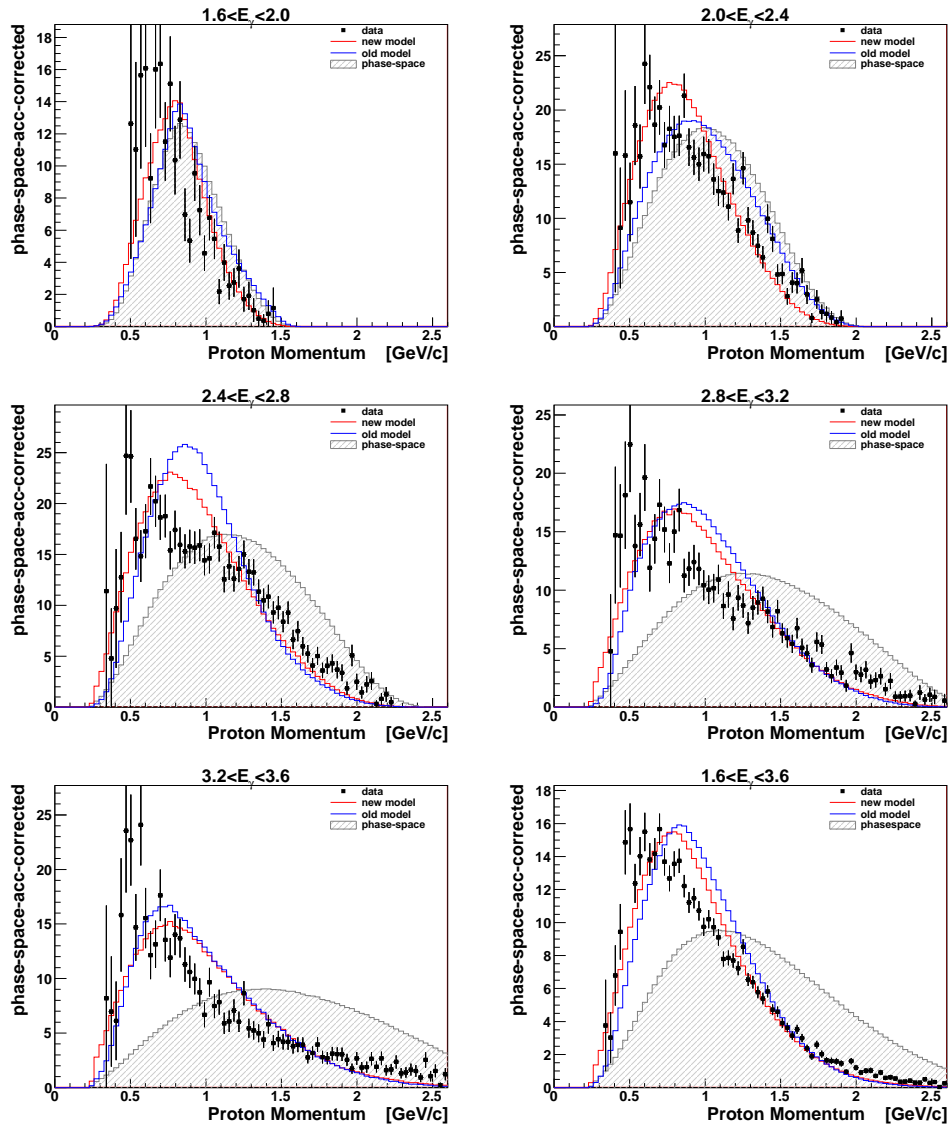 1.6<Eγ<2.0
phase-space-acc-corrected
18
16
14
12
10
8
6
4
2
0
data
new model
old model
phase-space
0 0.5 1 1.5 2 2.5
Proton Momentum [GeV/c]
2.0<Eγ<2.4
phase-space-acc-corrected
25
20
15
10
5
0
data
new model
old model
phase-space
0 0.5 1 1.5 2 2.5
Proton Momentum [GeV/c]
2.4<Eγ<2.8
phase-space-acc-corrected
25
20
15
10
5
0
data
new model
old model
phase-space
0 0.5 1 1.5 2 2.5
Proton Momentum [GeV/c]
2.8<Eγ<3.2
phase-space-acc-corrected
25
20
15
10
5
0
data
new model
old model
phase-space
0 0.5 1 1.5 2 2.5
Proton Momentum [GeV/c]
3.2<Eγ<3.6
phase-space-acc-corrected
25
20
15
10
5
0
data
new model
old model
phase-space
0 0.5 1 1.5 2 2.5
Proton Momentum [GeV/c]
1.6<Eγ<3.6
phase-space-acc-corrected
18
16
14
12
10
8
6
4
2
0
data
new model
old model
phasespace
0 0.5 1 1.5 2 2.5
Proton Momentum [GeV/c]